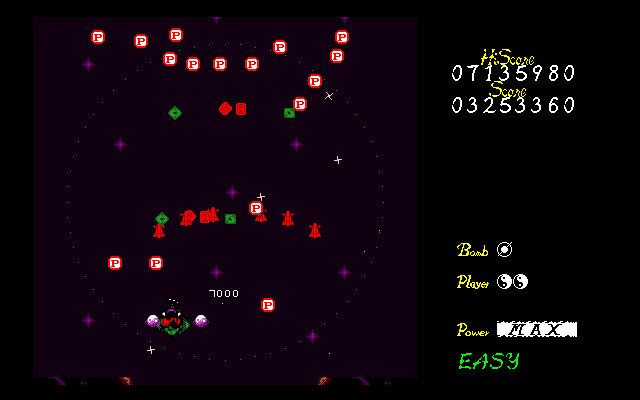 HiScore
07135980
Score
03253360
P P P P P P P P P P P P P
P
P P
7000
P
Bomb
Player
Power MAX
EASY